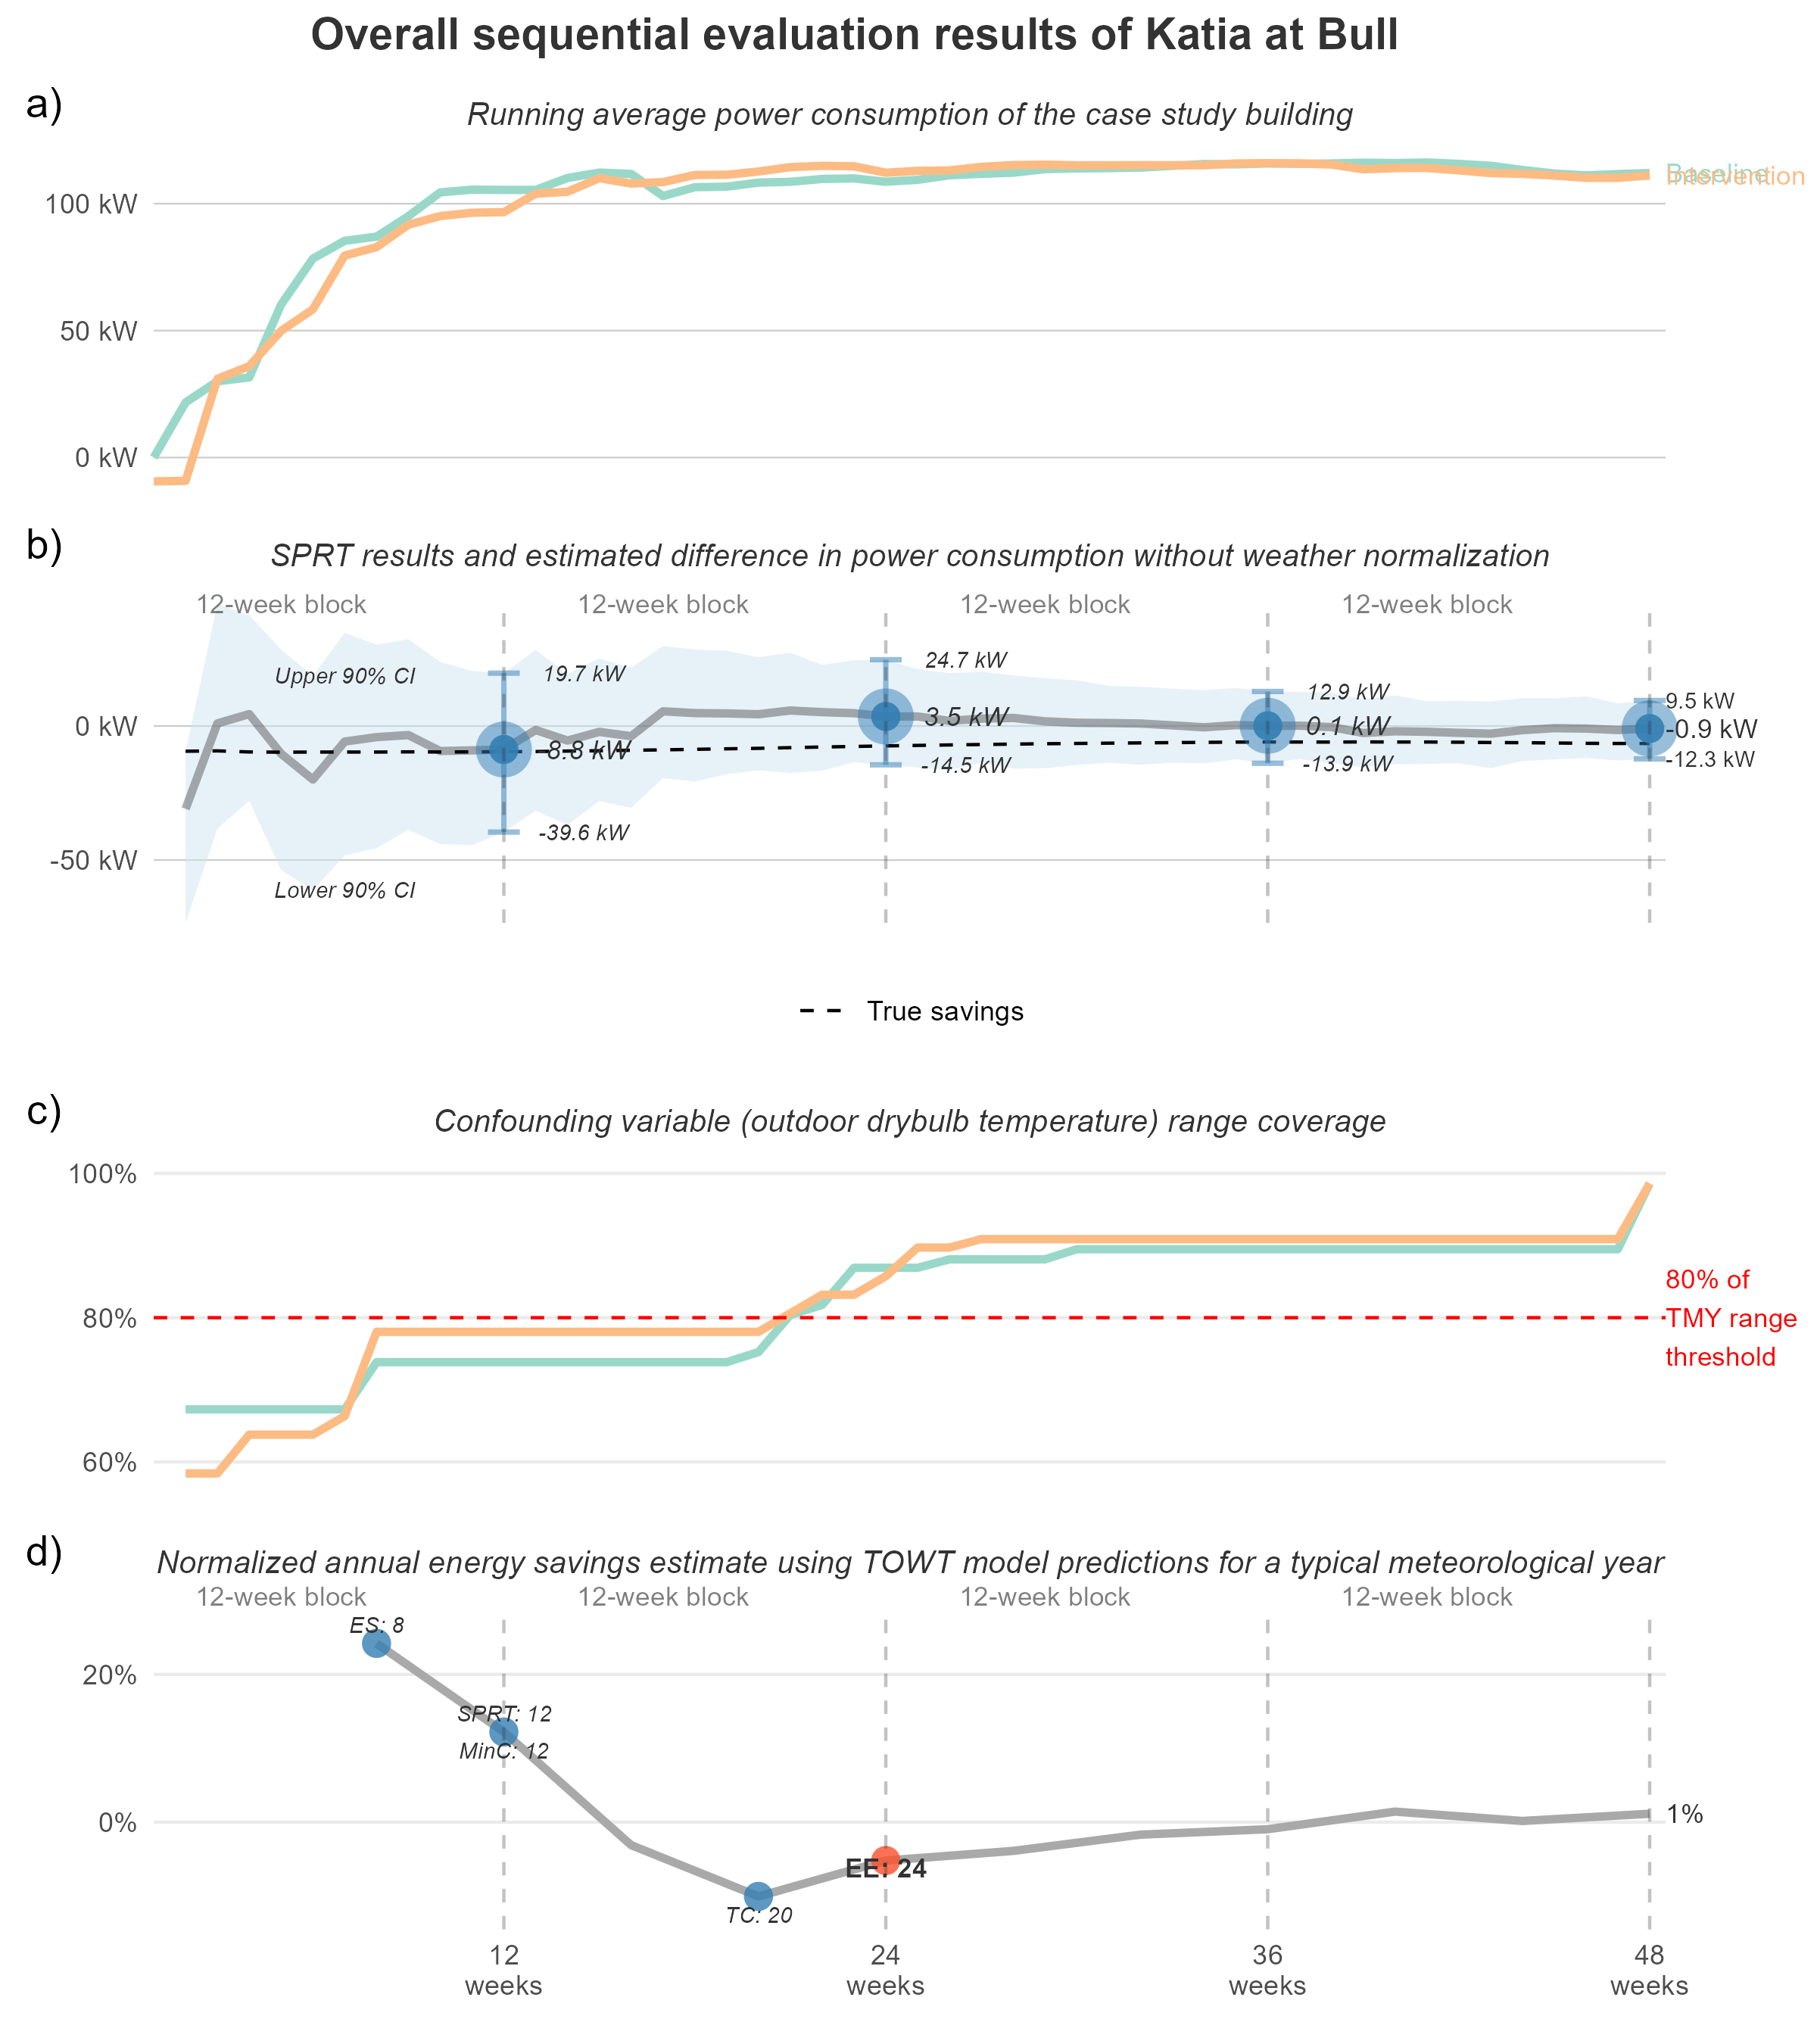 Overall sequential evaluation results of Katia at Bull
a)
Running average power consumption of the case study building
100 kW
50 kW
0 kW
Baseline
Intervention
b)
SPRT results and estimated difference in power consumption without weather normalization
12-week block
12-week block
12-week block
12-week block
0 kW
-50 kW
Upper 90% CI
Lower 90% CI
19.7 kW
-8.8 kW
-39.6 kW
24.7 kW
3.5 kW
-14.5 kW
12.9 kW
0.1 kW
-13.9 kW
9.5 kW
-0.9 kW
-12.3 kW
True savings
c)
Confounding variable (outdoor drybulb temperature) range coverage
100%
80%
60%
80% of
TMY range
threshold
d)
Normalized annual energy savings estimate using TOWT model predictions for a typical meteorological year
12-week block
12-week block
12-week block
12-week block
20%
0%
ES: 8
SPRT: 12
MinC: 12
TC: 20
EE: 24
1%
12
weeks
24
weeks
36
weeks
48
weeks